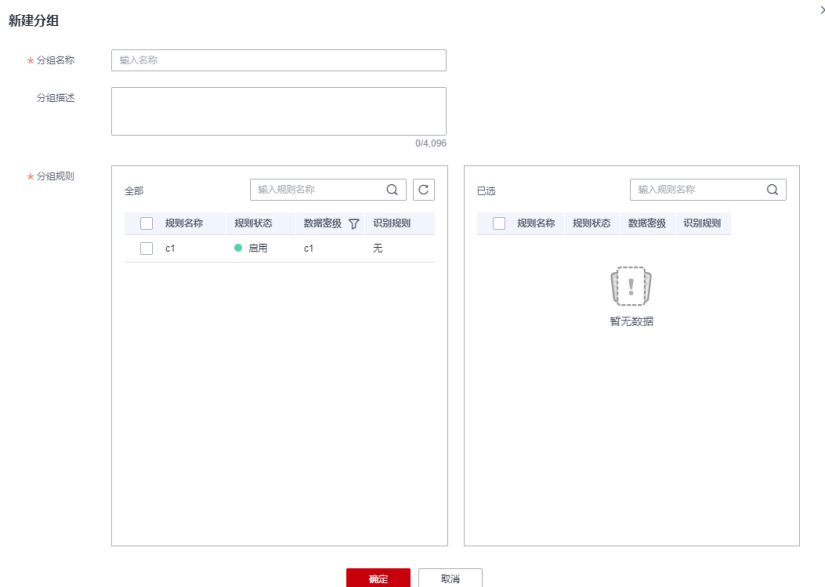 新建分组
* 分组名称 输入名称
分组描述
0/4,096
* 分组规则
全部 输入规则名称
规则名称 规则状态 数据密级 识别规则
c1 启用 c1 无
已选 输入规则名称
规则名称 规则状态 数据密级 识别规则
暂无数据
确定 取消